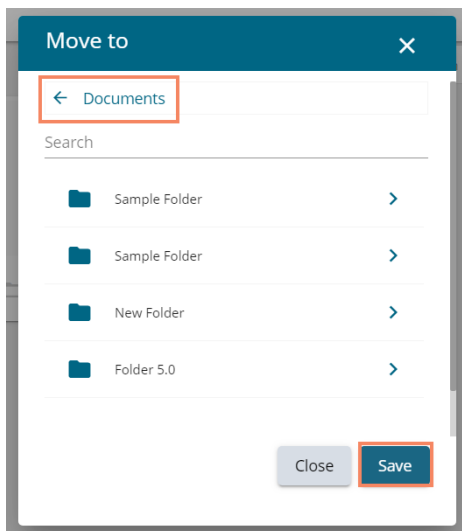 Move to
Documents
Search
Sample Folder
Sample Folder
New Folder
Folder 5.0
Close Save